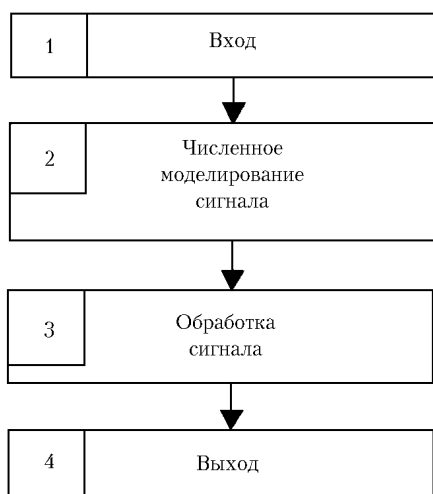 1
Вход
2
Численное
моделирование
сигнала
3
Обработка
сигнала
4
Выход